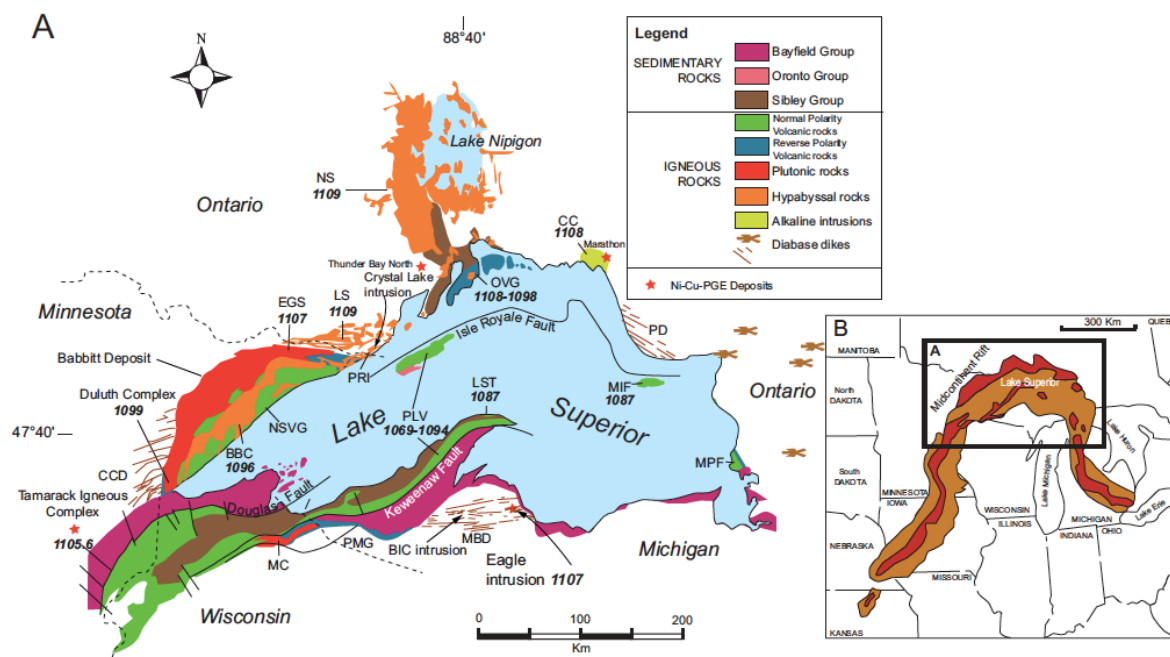 A
88°40'
N
Legend
SEDIMENTARY
ROCKS
Bayfield Group
Oronto Group
Sibley Group
IGNEOUS
ROCKS
Normal Polarity
Volcanic rocks
Reverse Polarity
Volcanic rocks
Plutonic rocks
Hypabyssal rocks
Alkaline intrusions
Diabase dikes
Ni-Cu-PGE Deposits
Lake Nipigon
NS
1109
Ontario
CC
1108
Marathon
Thunder Bay North
Crystal Lake
intrusion
OVG
1108-1098
EGS
1107
LS
1109
Minnesota
Isle Royale Fault
PD
Babbitt Deposit
PRI
Duluth Complex
1099
LST
1087
MIF
1087
Ontario
NSVG
PLV
1069-1094
Lake
Superior
47°40'
BBC
1096
MPF
CCD
Tamarack Igneous
Complex
1105.6
Douglas Fault
Keweenaw Fault
MC
PMG
BIC intrusion
MBD
Eagle
intrusion 1107
Michigan
Wisconsin
0 100 200
Km
B
300 Km
QUEB
MANITOBA
A
Midcontinent Rift
Lake Superior
North
DAKOTA
South
DAKOTA
MINNESOTA
IOWA
WISCONSIN
ILLINOIS
Lake Michigan
Lake Huron
MICHIGAN
INDIANA
OHIO
Lake Erie
NEBRASKA
MISSOURI
KANSAS